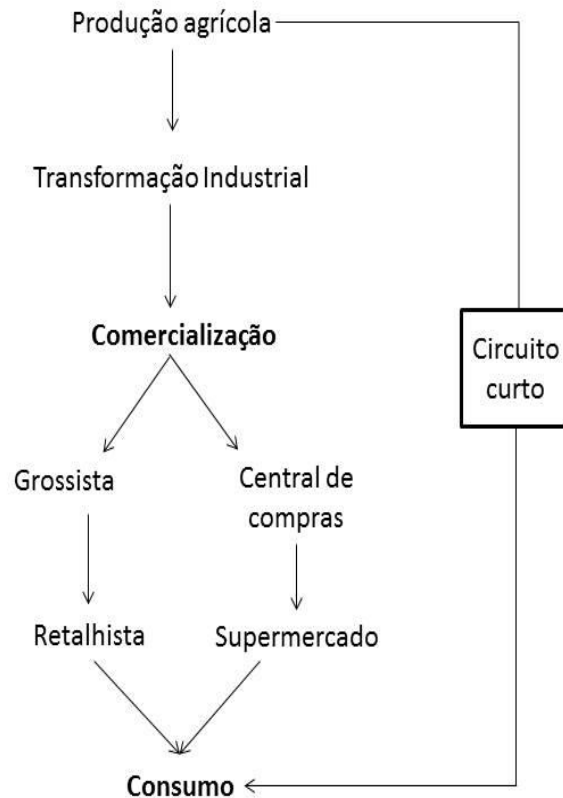 Produção agrícola
Transformação Industrial
Comercialização
Circuito
curto
Grossista
Central de
compras
Retalhista
Supermercado
Consumo